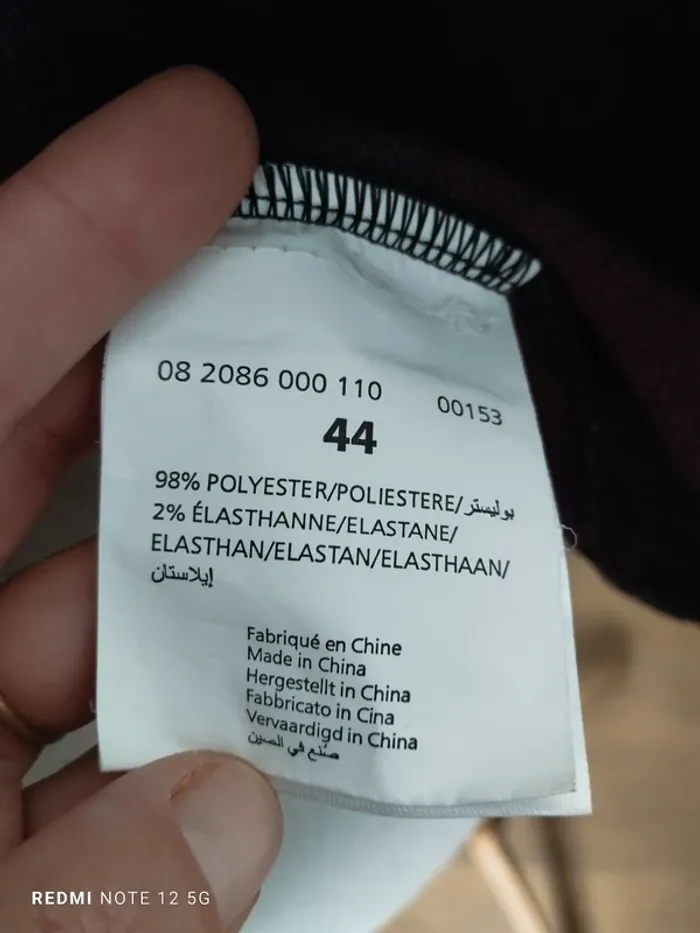 08 2086 000 110 00153
44
98% POLYESTER/POLIESTERE/بوليستر
2% ÉLASTHANNE/ELASTANE/
ELASTHAN/ELASTAN/ELASTHAAN/
إيلاستان
Fabriqué en Chine
Made in China
Hergestellt in China
Fabbricato in Cina
Vervaardigd in China
صُنع في الصين
REDMI NOTE 12 5G